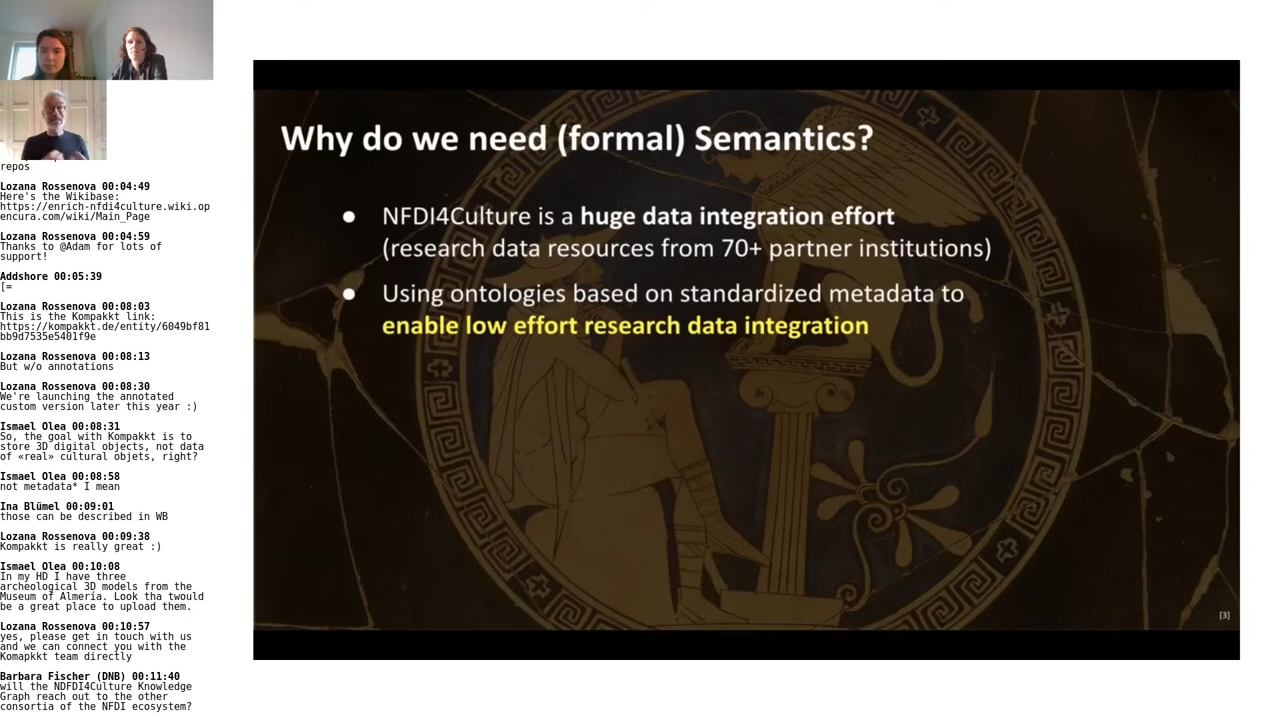 repos
Lozana Rossenova 00:04:49
Here's the Wikibase:
https://enrich-nfdi4culture.wiki.op
encura.com/wiki/Main_Page
Lozana Rossenova 00:04:59
Thanks to @Adam for lots of
support!
Addshore 00:05:39
[=
Lozana Rossenova 00:08:03
This is the Kompakkt link:
https://kompakkt.de/entity/6049bf81
bb9d7535e5401f9e
Lozana Rossenova 00:08:13
But w/o annotations
Lozana Rossenova 00:08:30
We're launching the annotated
custom version later this year :)
Ismael Olea 00:08:31
So, the goal with Kompakkt is to
store 3D digital objects, not data
of «real» cultural objets, right?
Ismael Olea 00:08:58
not metadata* I mean
Ina Blümel 00:09:01
those can be described in WB
Lozana Rossenova 00:09:38
Kompakkt is really great :)
Ismael Olea 00:10:08
In my HD I have three
archeological 3D models from the
Museum of Almería. Look tha twould
be a great place to upload them.
Lozana Rossenova 00:10:57
yes, please get in touch with us
and we can connect you with the
Komapkkt team directly
Barbara Fischer (DNB) 00:11:40
will the NDFDI4Culture Knowledge
Graph reach out to the other
consortia of the NFDI ecosystem?
Why do we need (formal) Semantics?
● NFDI4Culture is a huge data integration effort
(research data resources from 70+ partner institutions)
● Using ontologies based on standardized metadata to
enable low effort research data integration
[3]